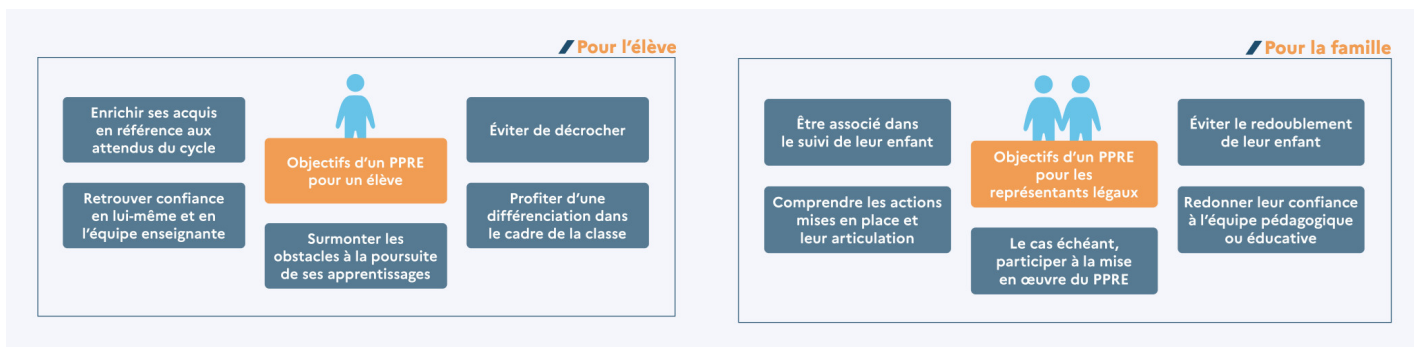 Pour l'élève
Enrichir ses acquis
en référence aux
attendus du cycle
Retrouver confiance
en lui-même et en
l'équipe enseignante
Objectifs d'un PPRE
pour un élève
Surmonter les
obstacles à la poursuite
de ses apprentissages
Éviter de décrocher
Profiter d'une
différenciation dans
le cadre de la classe
Pour la famille
Être associé dans
le suivi de leur enfant
Comprendre les actions
mises en place et
leur articulation
Objectifs d'un PPRE
pour les
représentants légaux
Le cas échéant,
participer à la mise
en œuvre du PPRE
Éviter le redoublement
de leur enfant
Redonner leur confiance
à l'équipe pédagogique
ou éducative